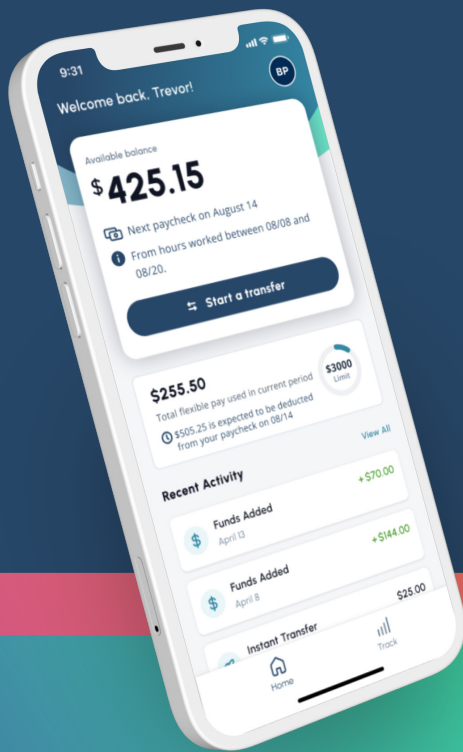 9:31
Welcome back, Trevor!
BP
Available balance
$425.15
Next paycheck on August 14
From hours worked between 08/08 and
08/20.
Start a transfer
$255.50
Total flexible pay used in current period
$505.25 is expected to be deducted
from your paycheck on 08/14
$3000
Limit
View All
Recent Activity
Funds Added
April 13
+$70.00
Funds Added
April 8
+$144.00
Instant Transfer
$25.00
Home
Track